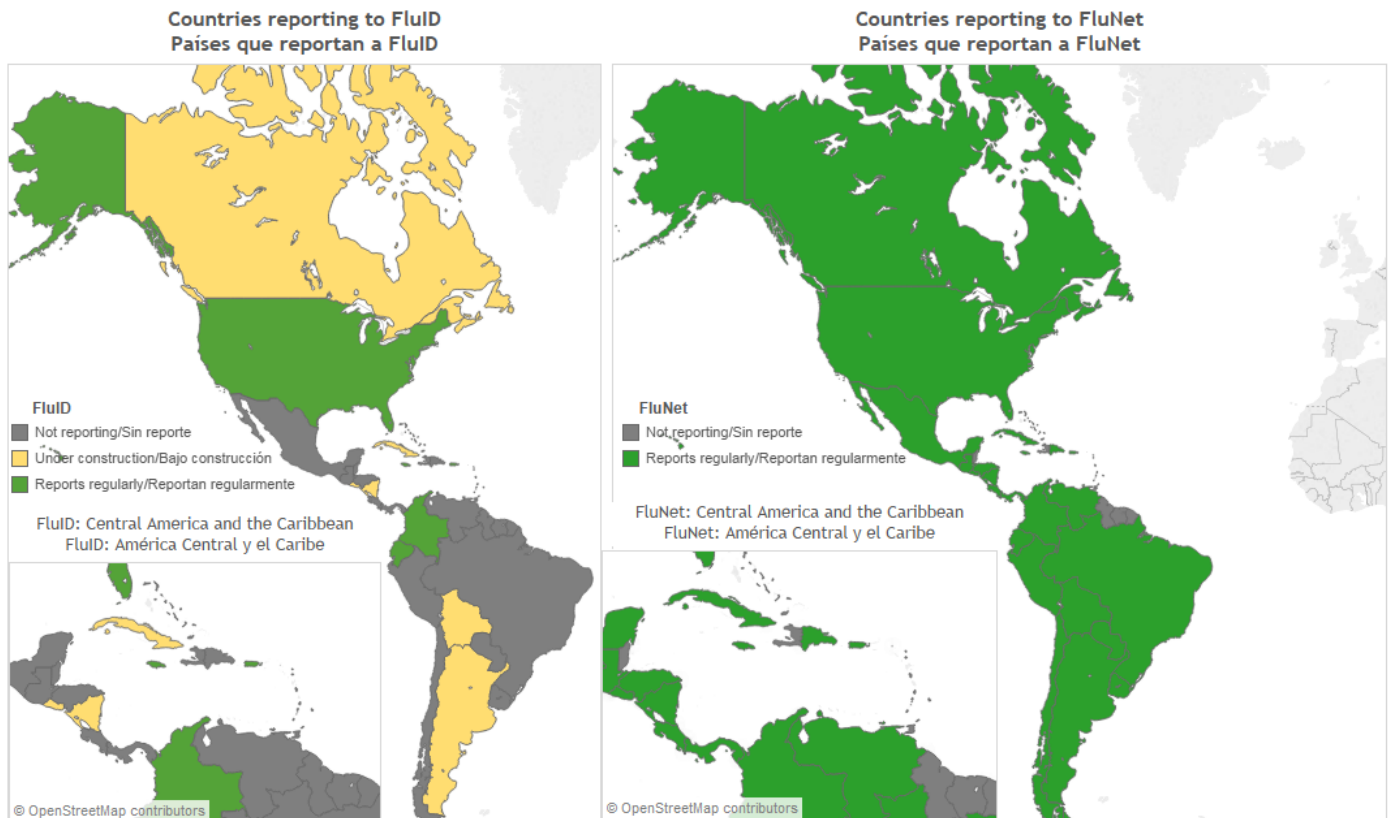 Countries reporting to FluID
Países que reportan a FluID
FluID
Not reporting/Sin reporte
Under construction/Bajo construcción
Reports regularly/Reportan regularmente
FluID: Central America and the Caribbean
FluID: América Central y el Caribe
© OpenStreetMap contributors
Countries reporting to FluNet
Países que reportan a FluNet
FluNet
Not reporting/Sin reporte
Reports regularly/Reportan regularmente
FluNet: Central America and the Caribbean
FluNet: América Central y el Caribe
© OpenStreetMap contributors